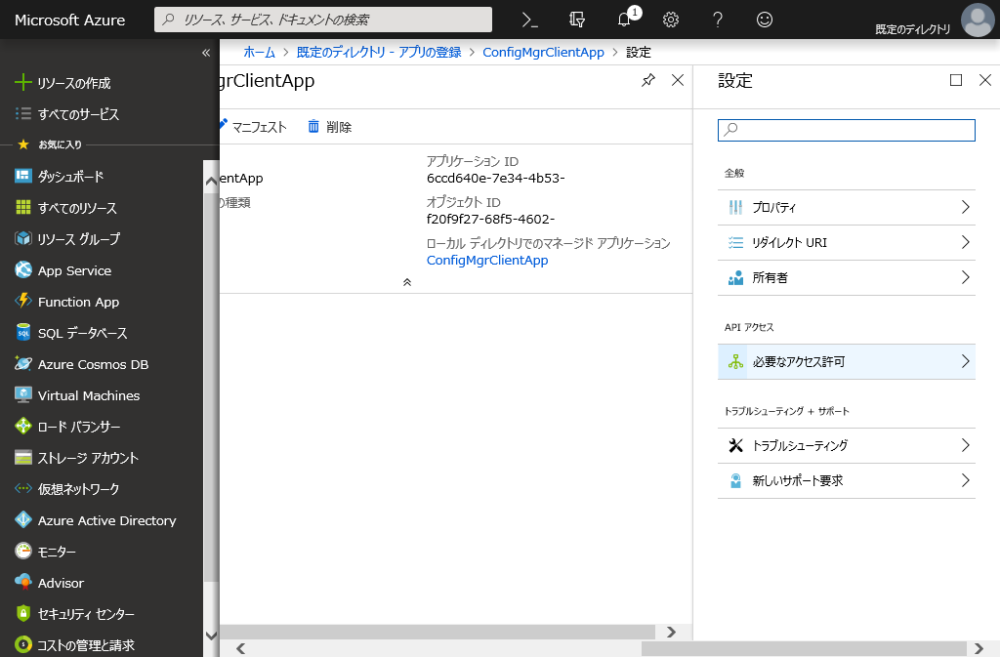 Microsoft Azure
リソース、サービス、ドキュメントの検索
1
既定のディレクトリ
ホーム > 既定のディレクトリ - アプリの登録 > ConfigMgrClientApp > 設定
リソースの作成
すべてのサービス
お気に入り
ダッシュボード
すべてのリソース
リソース グループ
App Service
Function App
SQL データベース
Azure Cosmos DB
Virtual Machines
ロード バランサー
ストレージ アカウント
仮想ネットワーク
Azure Active Directory
モニター
Advisor
セキュリティ センター
コストの管理と請求
grClientApp
マニフェスト
削除
entApp
の種類
アプリケーション ID
6ccd640e-7e34-4b53-
オブジェクト ID
f20f9f27-68f5-4602-
ローカル ディレクトリでのマネージド アプリケーション
ConfigMgrClientApp
設定
全般
プロパティ
リダイレクト URI
所有者
API アクセス
必要なアクセス許可
トラブルシューティング + サポート
トラブルシューティング
新しいサポート要求